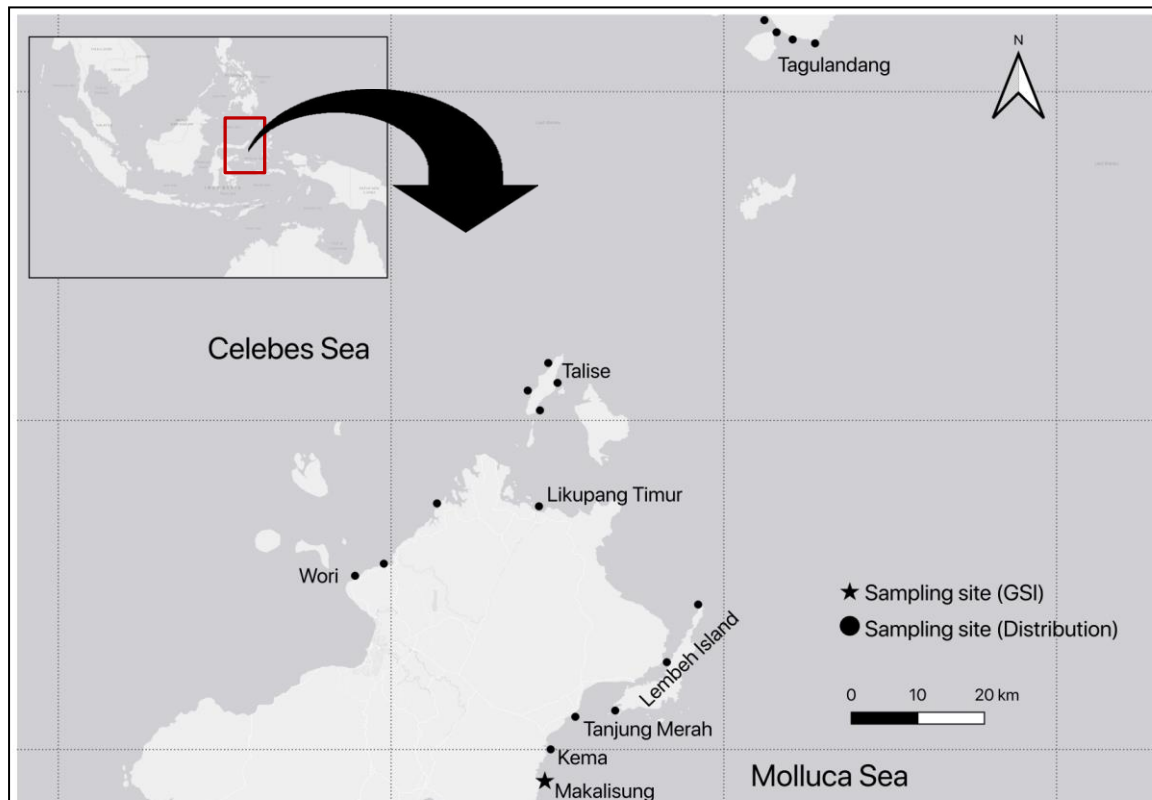 Tagulandang
N
Celebes Sea
Talise
Likupang Timur
Wori
★ Sampling site (GSI)
● Sampling site (Distribution)
Lembeh Island
0 10 20 km
Tanjung Merah
Kema
Makalisung
Molluca Sea